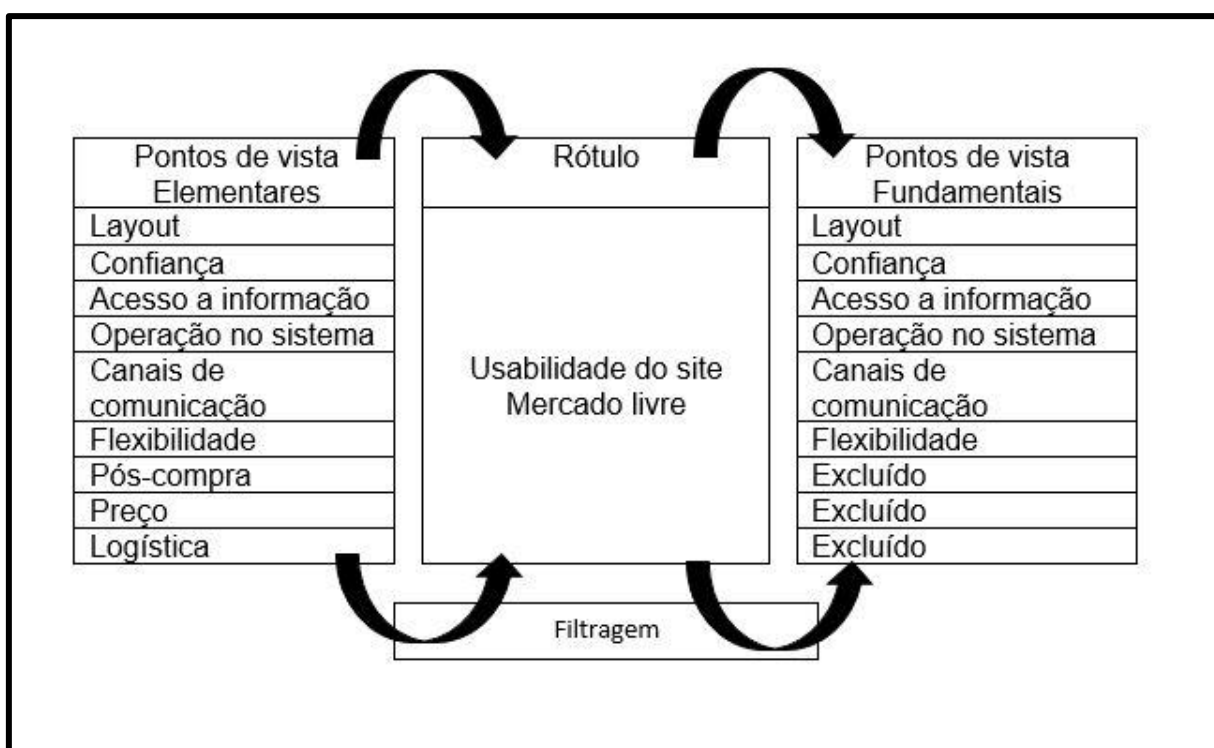 Pontos de vista
Elementares
Layout
Confiança
Acesso a informação
Operação no sistema
Canais de
comunicação
Flexibilidade
Pós-compra
Preço
Logística
Rótulo
Usabilidade do site
Mercado livre
Pontos de vista
Fundamentais
Layout
Confiança
Acesso a informação
Operação no sistema
Canais de
comunicação
Flexibilidade
Excluído
Excluído
Excluído
Filtragem